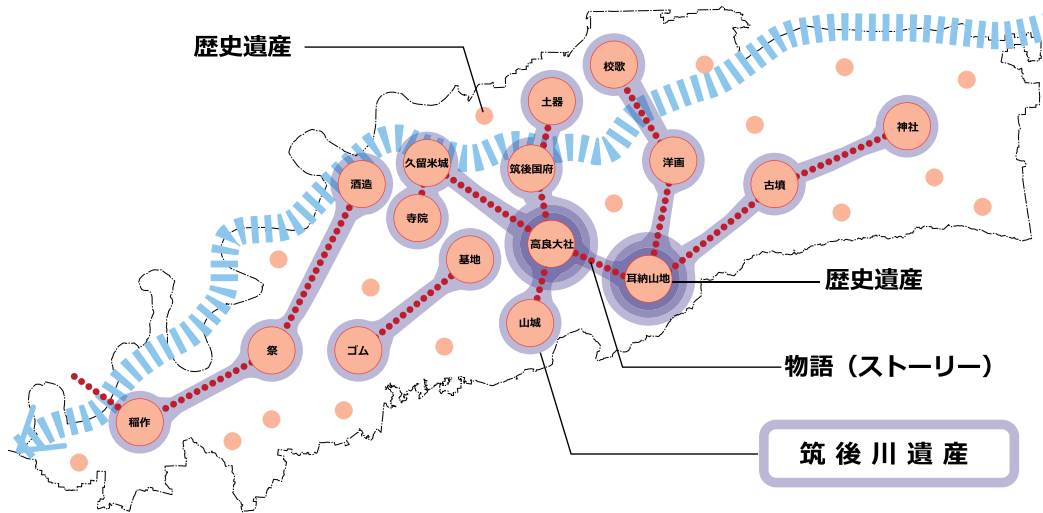 歴史遺産
校歌
土器
神社
久留米城
筑後国府
洋画
酒造
古墳
寺院
高良大社
基地
耳納山地
歴史遺産
山城
祭
ゴム
物語（ストーリー）
稲作
筑後川遺産